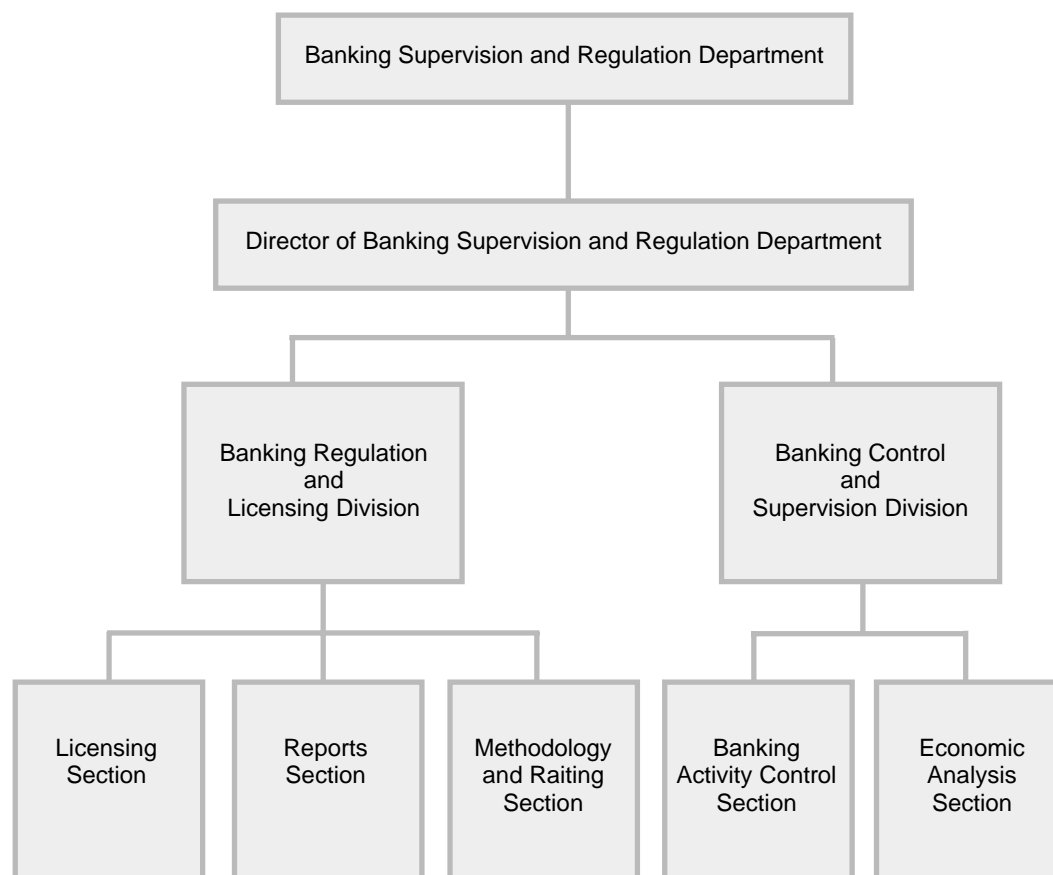 Banking Supervision and Regulation Department
Director of Banking Supervision and Regulation Department
Banking Regulation
and
Licensing Division
Banking Control
and
Supervision Division
Licensing
Section
Reports
Section
Methodology
and Raiting
Section
Banking
Activity Control
Section
Economic
Analysis
Section